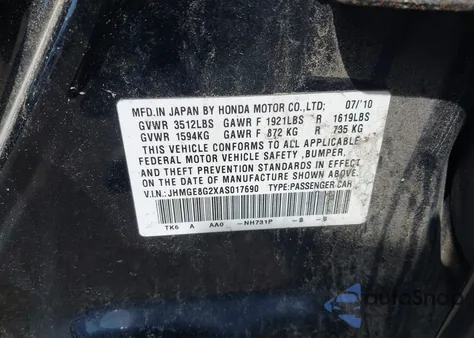 MFD.IN JAPAN BY HONDA MOTOR CO.,LTD; 07/'10
GVWR 3512LBS GAWR F 1921LBS R 1619LBS
GVWR 1594KG GAWR F 872 KG R 735 KG
THIS VEHICLE CONFORMS TO ALL APPLICABLE
FEDERAL MOTOR VEHICLE SAFETY ,BUMPER,
AND THEFT PREVENTION STANDARDS IN EFFECT
ON THE DATE OF MANUFACTURE SHOWN ABOVE.
V.I.N.: JHMGE8G2XAS017690 TYPE:PASSENGER CAR
TK6 A AA0 -NH731P -B -B
autoSnap